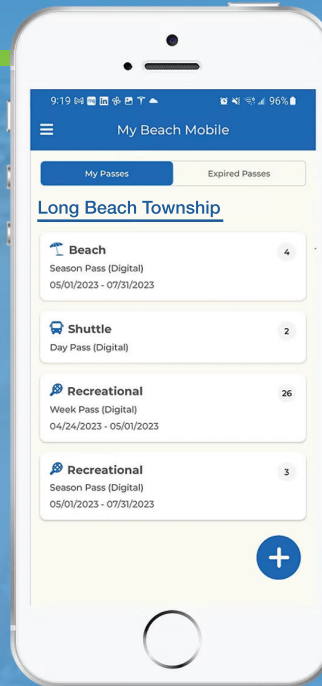 9:19
96%
My Beach Mobile
My Passes
Expired Passes
Long Beach Township
Beach
4
Season Pass (Digital)
05/01/2023 - 07/31/2023
Shuttle
2
Day Pass (Digital)
Recreational
26
Week Pass (Digital)
04/24/2023 - 05/01/2023
Recreational
3
Season Pass (Digital)
05/01/2023 - 07/31/2023
+